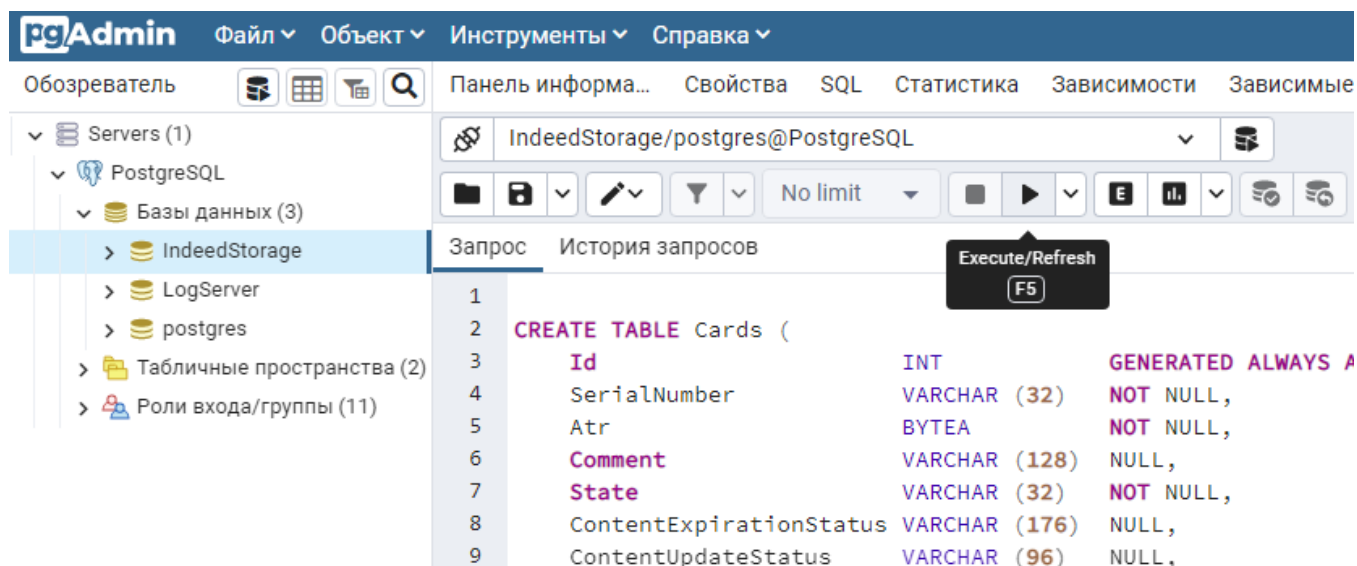 pgAdmin Файл Объект Инструменты Справка
Обозреватель Панель информа... Свойства SQL Статистика Зависимости Зависимые
Servers (1)
PostgreSQL
Базы данных (3)
IndeedStorage
LogServer
postgres
Табличные пространства (2)
Роли входа/группы (11)
IndeedStorage/postgres@PostgreSQL
No limit E
Запрос История запросов
Execute/Refresh
F5
1
2 CREATE TABLE Cards (
3 Id INT GENERATED ALWAYS A
4 SerialNumber VARCHAR (32) NOT NULL,
5 Atr BYTEA NOT NULL,
6 Comment VARCHAR (128) NULL,
7 State VARCHAR (32) NOT NULL,
8 ContentExpirationStatus VARCHAR (176) NULL,
9 ContentUpdateStatus VARCHAR (96) NULL,